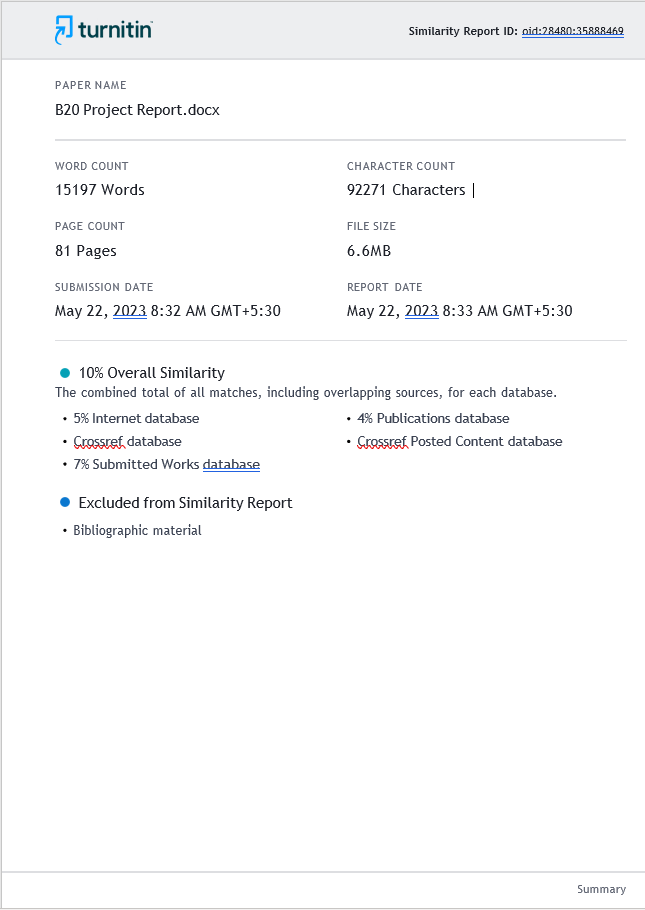 turnitin
Similarity Report ID: oid:28480:35888469
PAPER NAME
B20 Project Report.docx
WORD COUNT
15197 Words
CHARACTER COUNT
92271 Characters
PAGE COUNT
81 Pages
FILE SIZE
6.6MB
SUBMISSION DATE
May 22, 2023 8:32 AM GMT+5:30
REPORT DATE
May 22, 2023 8:33 AM GMT+5:30
10% Overall Similarity
The combined total of all matches, including overlapping sources, for each database.
• 5% Internet database
• 4% Publications database
• Crossref database
• Crossref Posted Content database
• 7% Submitted Works database
Excluded from Similarity Report
• Bibliographic material
Summary